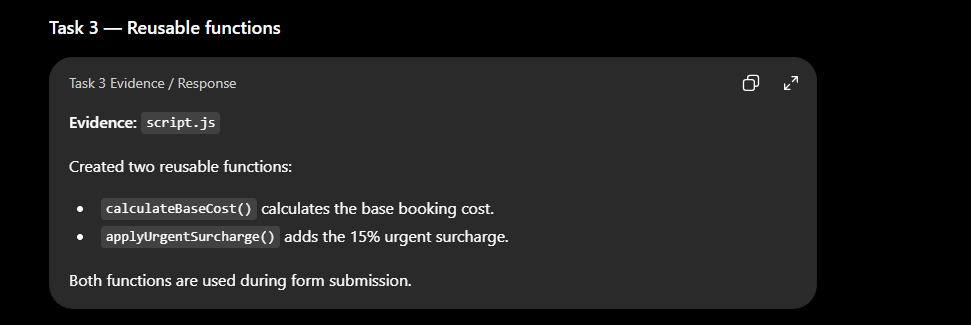 Task 3 — Reusable functions
Task 3 Evidence / Response
Evidence: script.js
Created two reusable functions:
• calculateBaseCost() calculates the base booking cost.
• applyUrgentSurcharge() adds the 15% urgent surcharge.
Both functions are used during form submission.